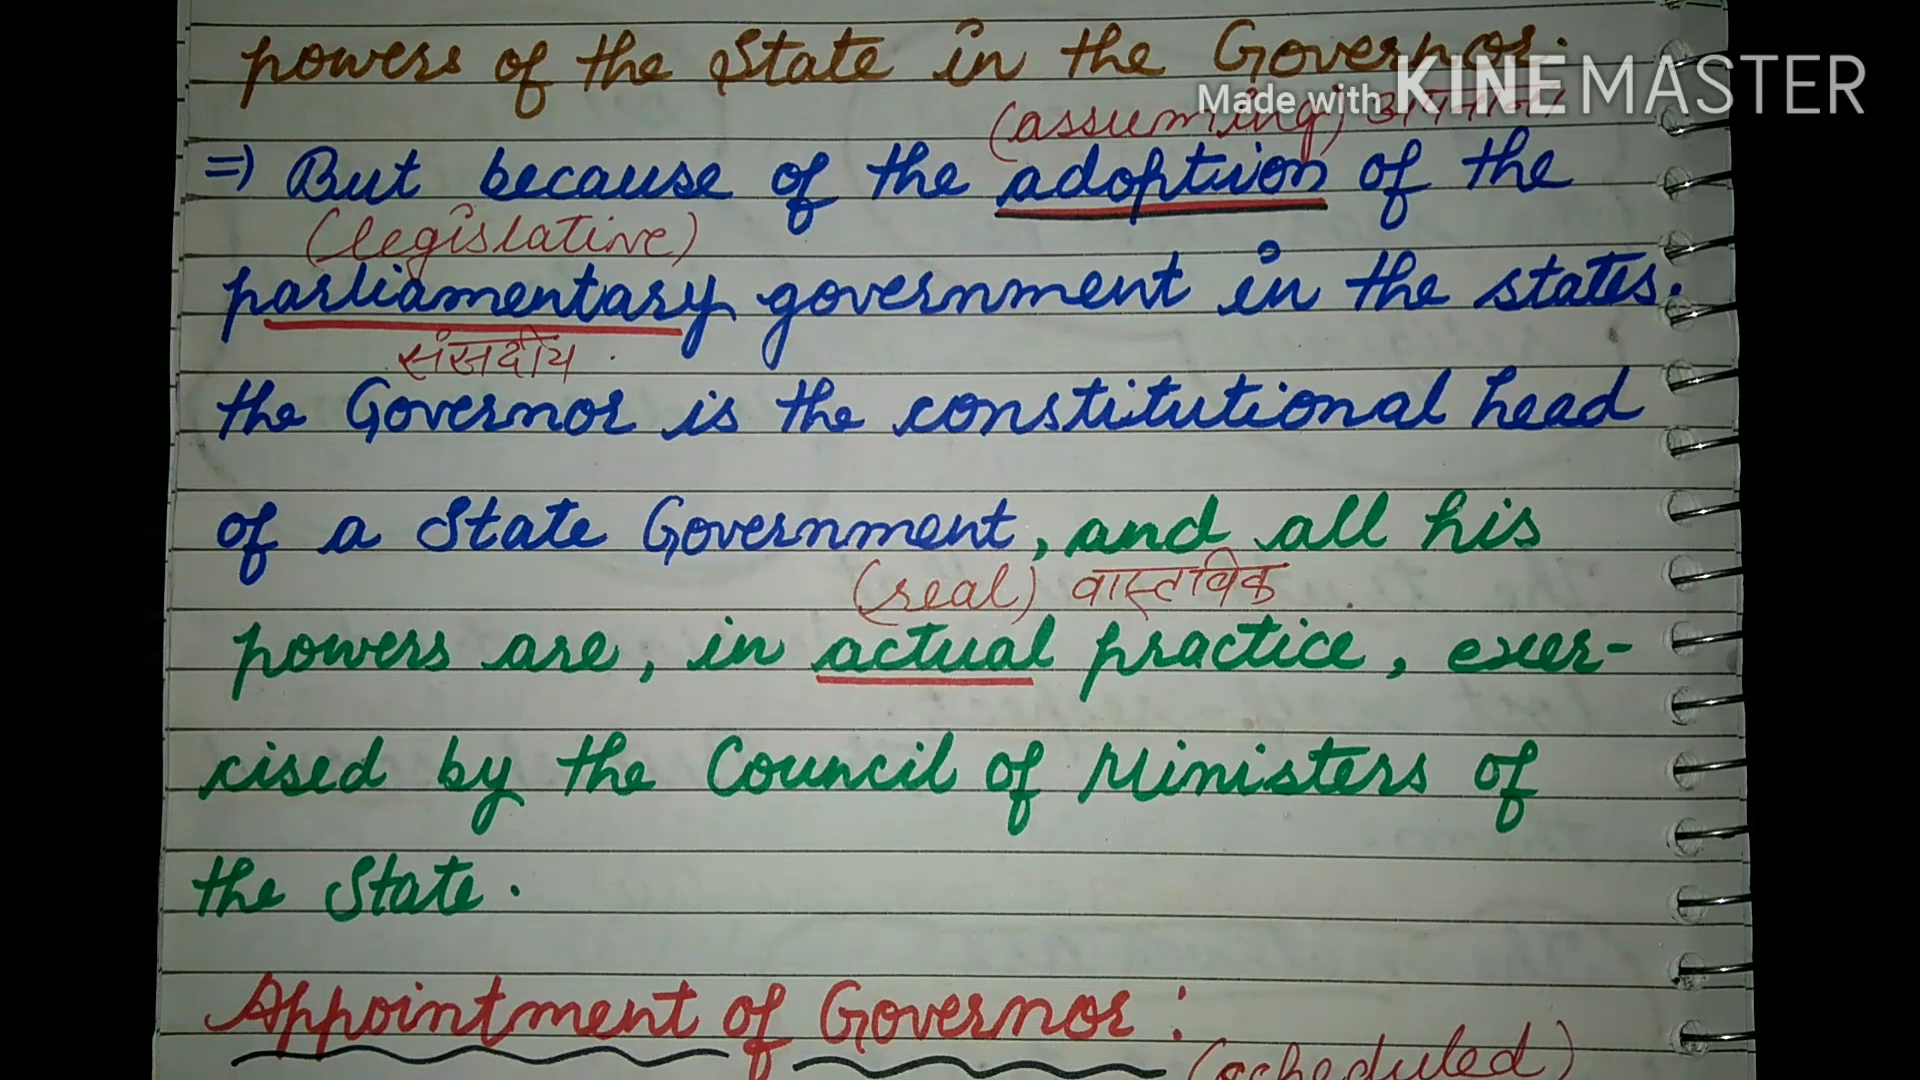 powers of the State in the Governor.
Made with KINEMASTER
(assuming) अपनाना
⇒ But because of the adoption of the
(legislative)
parliamentary government in the states.
संसदीय
the Governor is the constitutional head
of a State Government, and all his
(real) वास्तविक
powers are, in actual practice, exer-
cised by the Council of Ministers of
the State.
Appointment of Governor :
(scheduled)